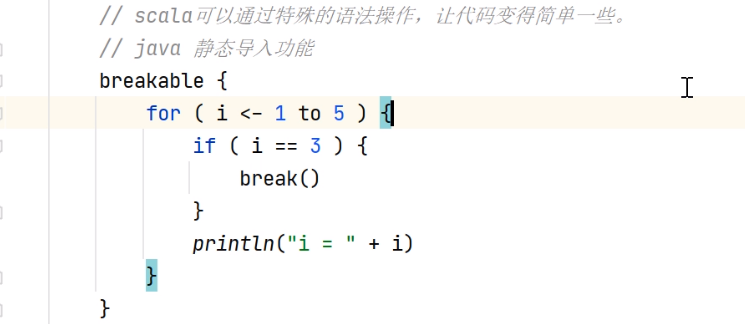 // scala可以通过特殊的语法操作，让代码变得简单一些。
// java 静态导入功能
breakable {
for ( i <- 1 to 5 ) {
if ( i == 3 ) {
break()
}
println("i = " + i)
}
}